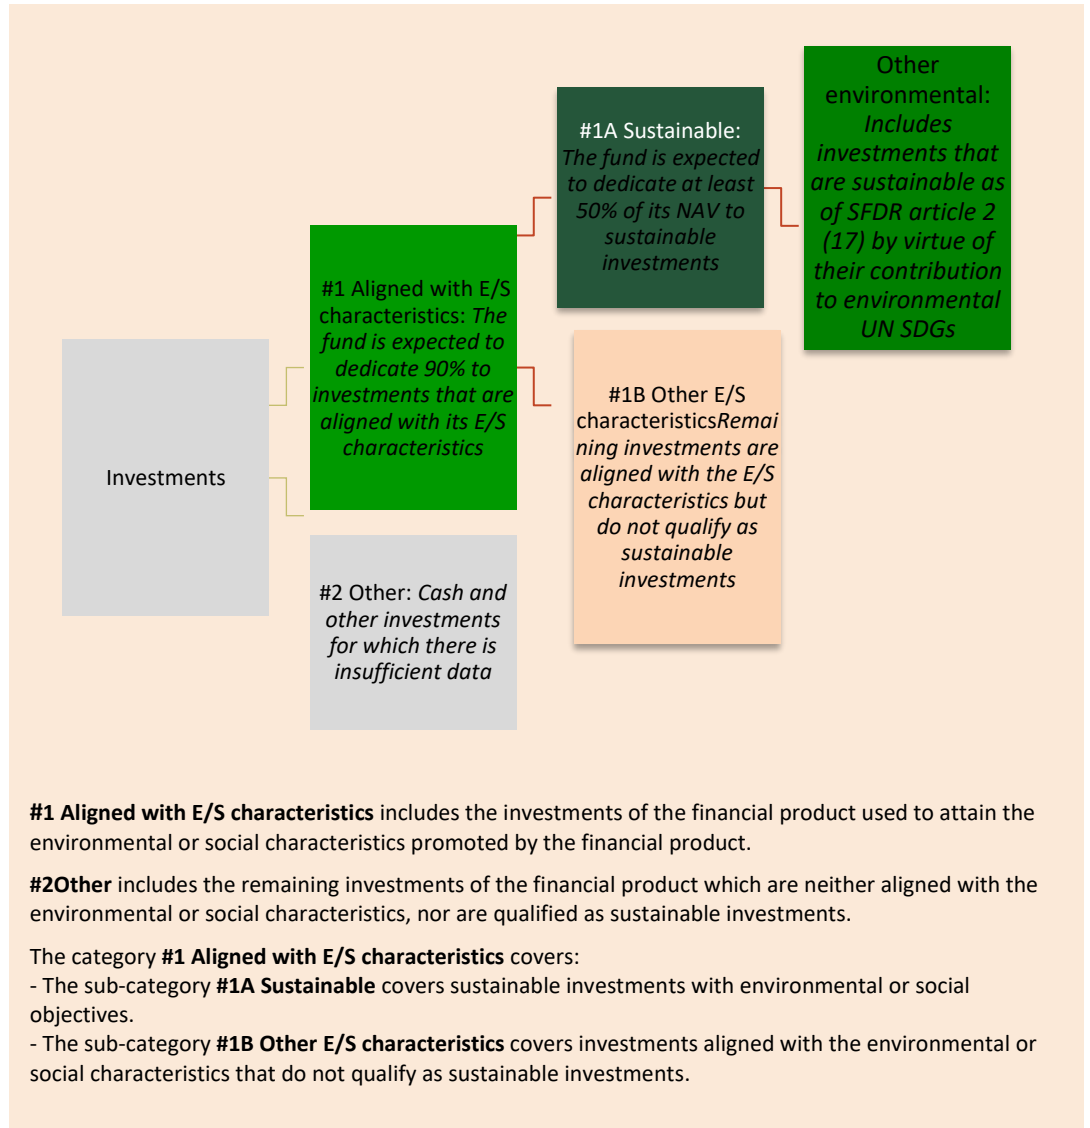 Investments
#1 Aligned with E/S
characteristics: The
fund is expected to
dedicate 90% to
investments that are
aligned with its E/S
characteristics
#2 Other: Cash and
other investments
for which there is
insufficient data
#1A Sustainable:
The fund is expected
to dedicate at least
50% of its NAV to
sustainable
investments
#1B Other E/S
characteristicsRemai
ning investments are
aligned with the E/S
characteristics but
do not qualify as
sustainable
investments
Other
environmental:
Includes
investments that
are sustainable as
of SFDR article 2
(17) by virtue of
their contribution
to environmental
UN SDGs
#1 Aligned with E/S characteristics includes the investments of the financial product used to attain the
environmental or social characteristics promoted by the financial product.
#2Other includes the remaining investments of the financial product which are neither aligned with the
environmental or social characteristics, nor are qualified as sustainable investments.
The category #1 Aligned with E/S characteristics covers:
- The sub-category #1A Sustainable covers sustainable investments with environmental or social
objectives.
- The sub-category #1B Other E/S characteristics covers investments aligned with the environmental or
social characteristics that do not qualify as sustainable investments.